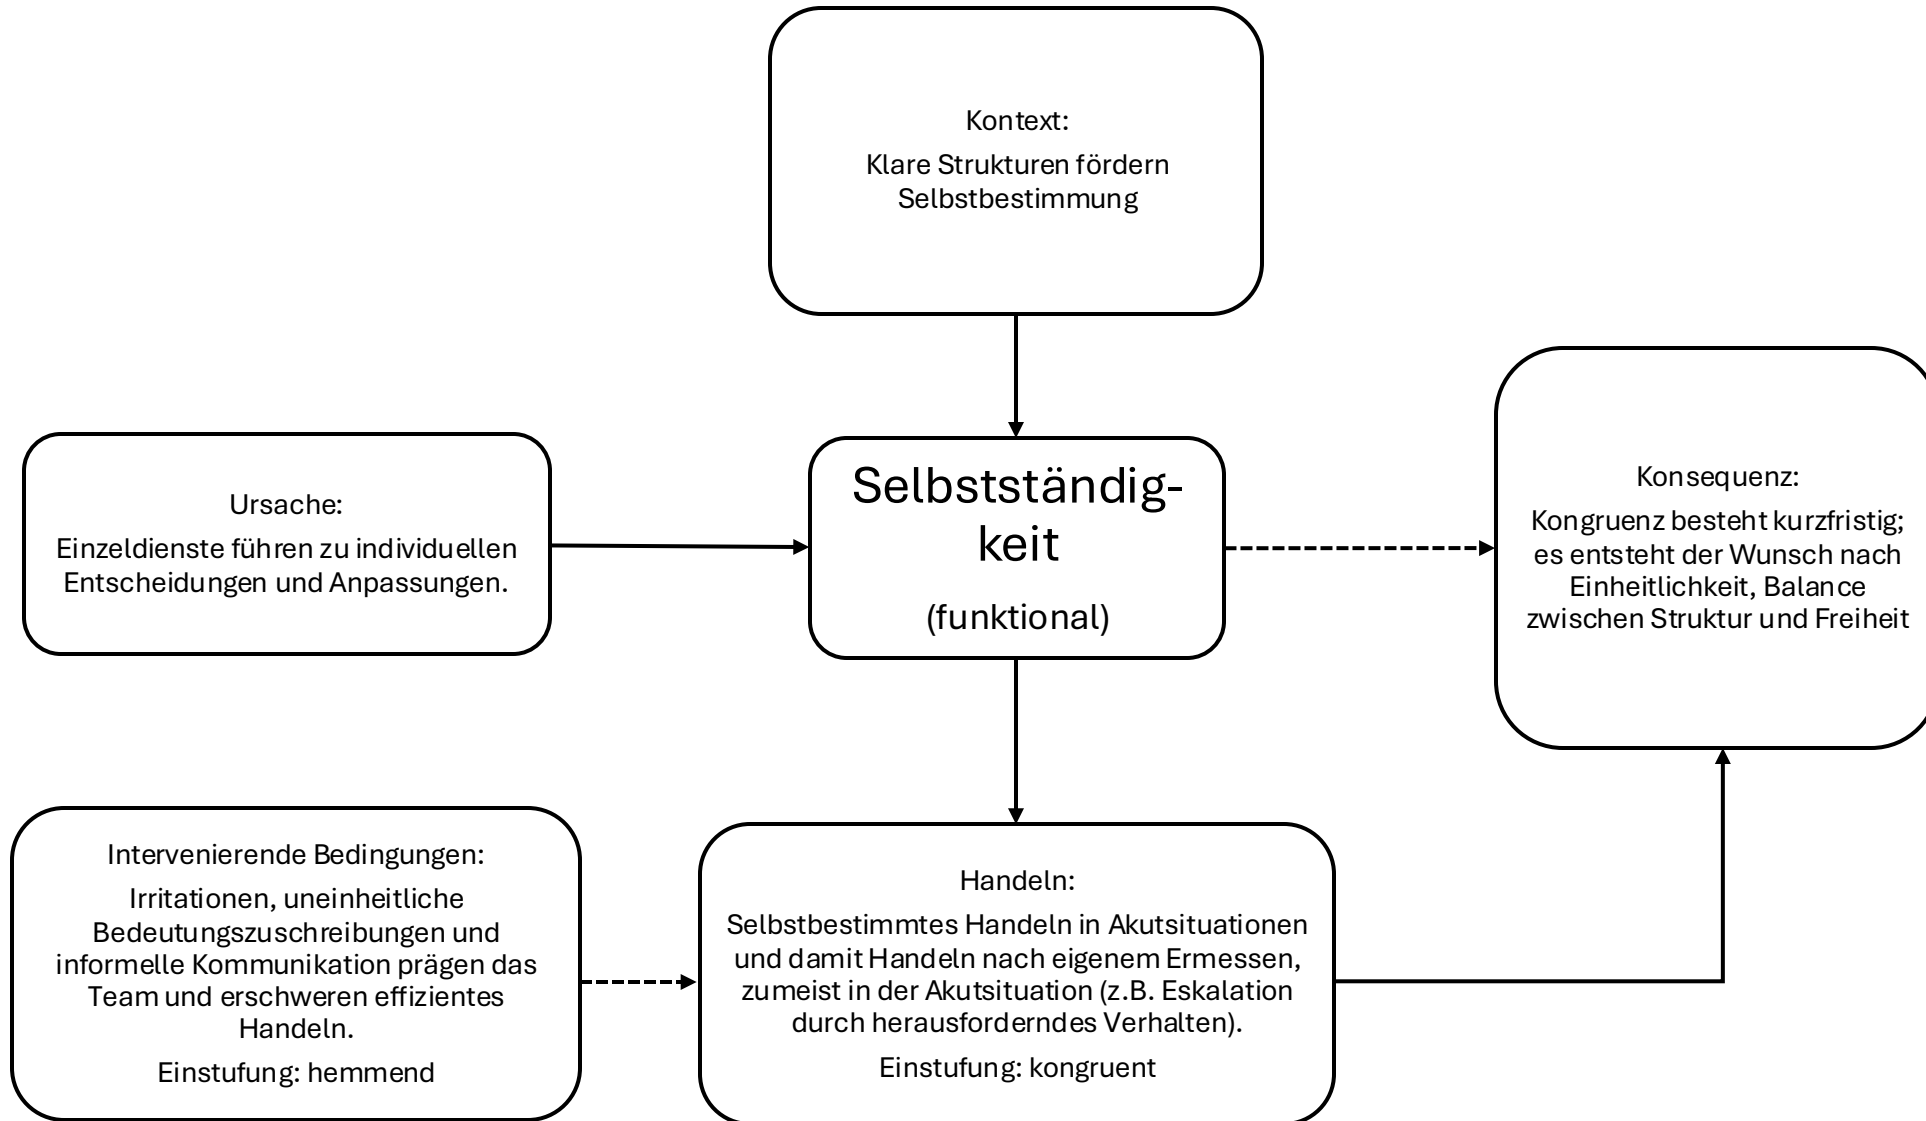 Kontext:
Klare Strukturen fördern
Selbstbestimmung
Ursache:
Einzeldienste führen zu individuellen
Entscheidungen und Anpassungen.
Selbstständig-
keit
(funktional)
Konsequenz:
Kongruenz besteht kurzfristig;
es entsteht der Wunsch nach
Einheitlichkeit, Balance
zwischen Struktur und Freiheit
Intervenierende Bedingungen:
Irritationen, uneinheitliche
Bedeutungszuschreibungen und
informelle Kommunikation prägen das
Team und erschweren effizientes
Handeln.
Einstufung: hemmend
Handeln:
Selbstbestimmtes Handeln in Akutsituationen
und damit Handeln nach eigenem Ermessen,
zumeist in der Akutsituation (z.B. Eskalation
durch herausforderndes Verhalten).
Einstufung: kongruent